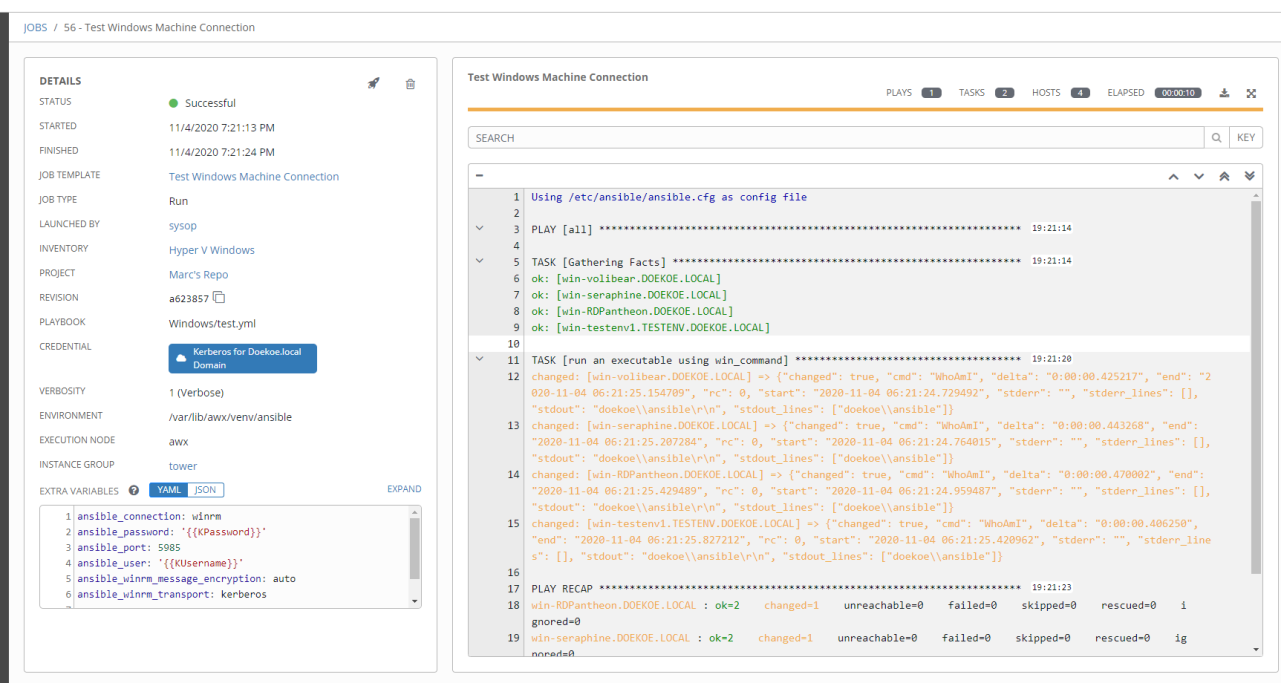 JOBS / 56 - Test Windows Machine Connection
DETAILS
STATUS Successful
STARTED 11/4/2020 7:21:13 PM
FINISHED 11/4/2020 7:21:24 PM
JOB TEMPLATE Test Windows Machine Connection
JOB TYPE Run
LAUNCHED BY sysop
INVENTORY Hyper V Windows
PROJECT Marc's Repo
REVISION a623857
PLAYBOOK Windows/test.yml
CREDENTIAL Kerberos for Doekoe.local
Domain
VERBOSITY 1 (Verbose)
ENVIRONMENT /var/lib/awx/venv/ansible
EXECUTION NODE awx
INSTANCE GROUP tower
EXTRA VARIABLES ? YAML JSON EXPAND
1 ansible_connection: winrm
2 ansible_password: '{{KPassword}}'
3 ansible_port: 5985
4 ansible_user: '{{KUsername}}'
5 ansible_winrm_message_encryption: auto
6 ansible_winrm_transport: kerberos
Test Windows Machine Connection
PLAYS 1 TASKS 2 HOSTS 4 ELAPSED 00:00:10
SEARCH KEY
1 Using /etc/ansible/ansible.cfg as config file
2
3 PLAY [all] ********************************************************************* 19:21:14
4
5 TASK [Gathering Facts] ********************************************************* 19:21:14
6 ok: [win-volibear.DOEKOE.LOCAL]
7 ok: [win-seraphine.DOEKOE.LOCAL]
8 ok: [win-RDPantheon.DOEKOE.LOCAL]
9 ok: [win-testenv1.TESTENV.DOEKOE.LOCAL]
10
11 TASK [run an executable using win_command] ************************************* 19:21:20
12 changed: [win-volibear.DOEKOE.LOCAL] => {"changed": true, "cmd": "WhoAmI", "delta": "0:00:00.425217", "end": "2
020-11-04 06:21:25.154709", "rc": 0, "start": "2020-11-04 06:21:24.729492", "stderr": "", "stderr_lines": [],
"stdout": "doekoe\\ansible\r\n", "stdout_lines": ["doekoe\\ansible"]}
13 changed: [win-seraphine.DOEKOE.LOCAL] => {"changed": true, "cmd": "WhoAmI", "delta": "0:00:00.443268", "end":
"2020-11-04 06:21:25.207284", "rc": 0, "start": "2020-11-04 06:21:24.764015", "stderr": "", "stderr_lines": [],
"stdout": "doekoe\\ansible\r\n", "stdout_lines": ["doekoe\\ansible"]}
14 changed: [win-RDPantheon.DOEKOE.LOCAL] => {"changed": true, "cmd": "WhoAmI", "delta": "0:00:00.470002", "end":
"2020-11-04 06:21:25.429489", "rc": 0, "start": "2020-11-04 06:21:24.959487", "stderr": "", "stderr_lines": [],
"stdout": "doekoe\\ansible\r\n", "stdout_lines": ["doekoe\\ansible"]}
15 changed: [win-testenv1.TESTENV.DOEKOE.LOCAL] => {"changed": true, "cmd": "WhoAmI", "delta": "0:00:00.406250",
"end": "2020-11-04 06:21:25.827212", "rc": 0, "start": "2020-11-04 06:21:25.420962", "stderr": "", "stderr_line
s": [], "stdout": "doekoe\\ansible\r\n", "stdout_lines": ["doekoe\\ansible"]}
16
17 PLAY RECAP ********************************************************************* 19:21:23
18 win-RDPantheon.DOEKOE.LOCAL : ok=2 changed=1 unreachable=0 failed=0 skipped=0 rescued=0 i
gnored=0
19 win-seraphine.DOEKOE.LOCAL : ok=2 changed=1 unreachable=0 failed=0 skipped=0 rescued=0 ig
nored=0